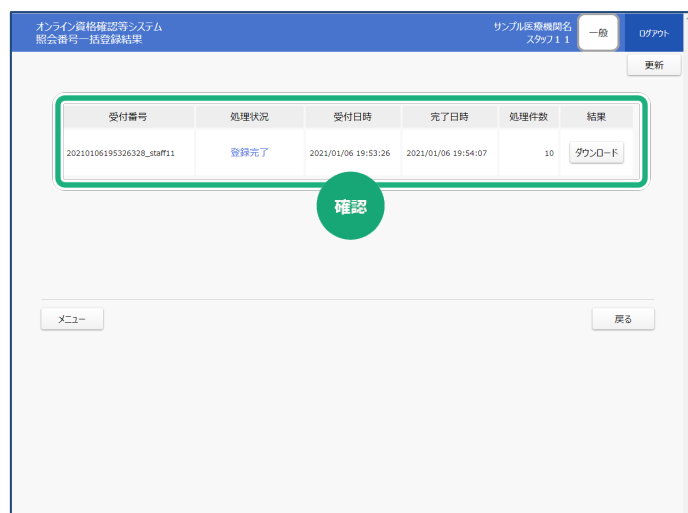 オンライン資格確認等システム
照会番号一括登録結果
サンプル医療機関名
スタッフ１１
一般
ログアウト
更新
受付番号 処理状況 受付日時 完了日時 処理件数 結果
20210106195326328_staff11 登録完了 2021/01/06 19:53:26 2021/01/06 19:54:07 10 ダウンロード
確認
メニュー
戻る